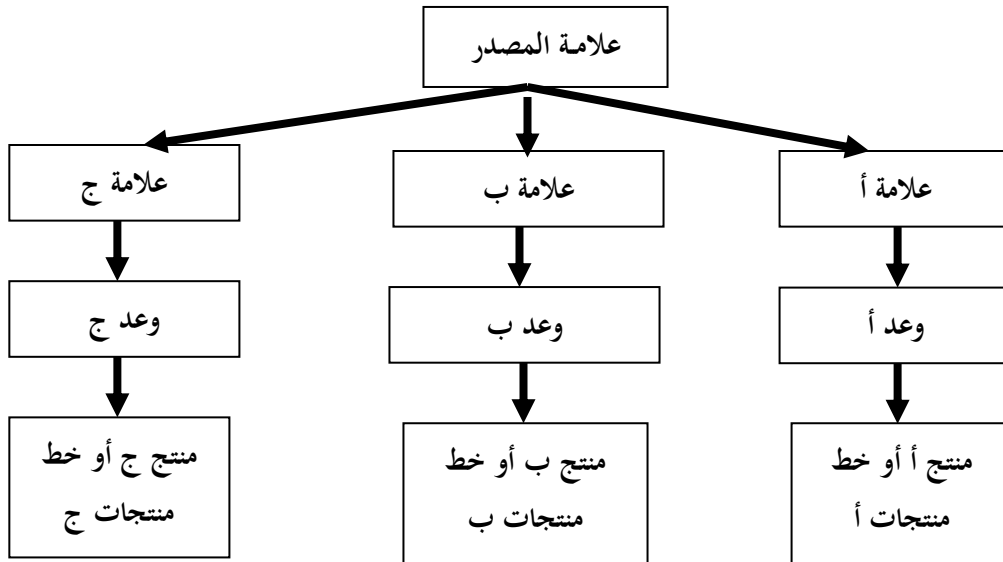 علامة المصدر
علامة أ
علامة ب
علامة ج
وعد أ
وعد ب
وعد ج
منتج أ أو خط
منتجات أ
منتج ب أو خط
منتجات ب
منتج ج أو خط
منتجات ج